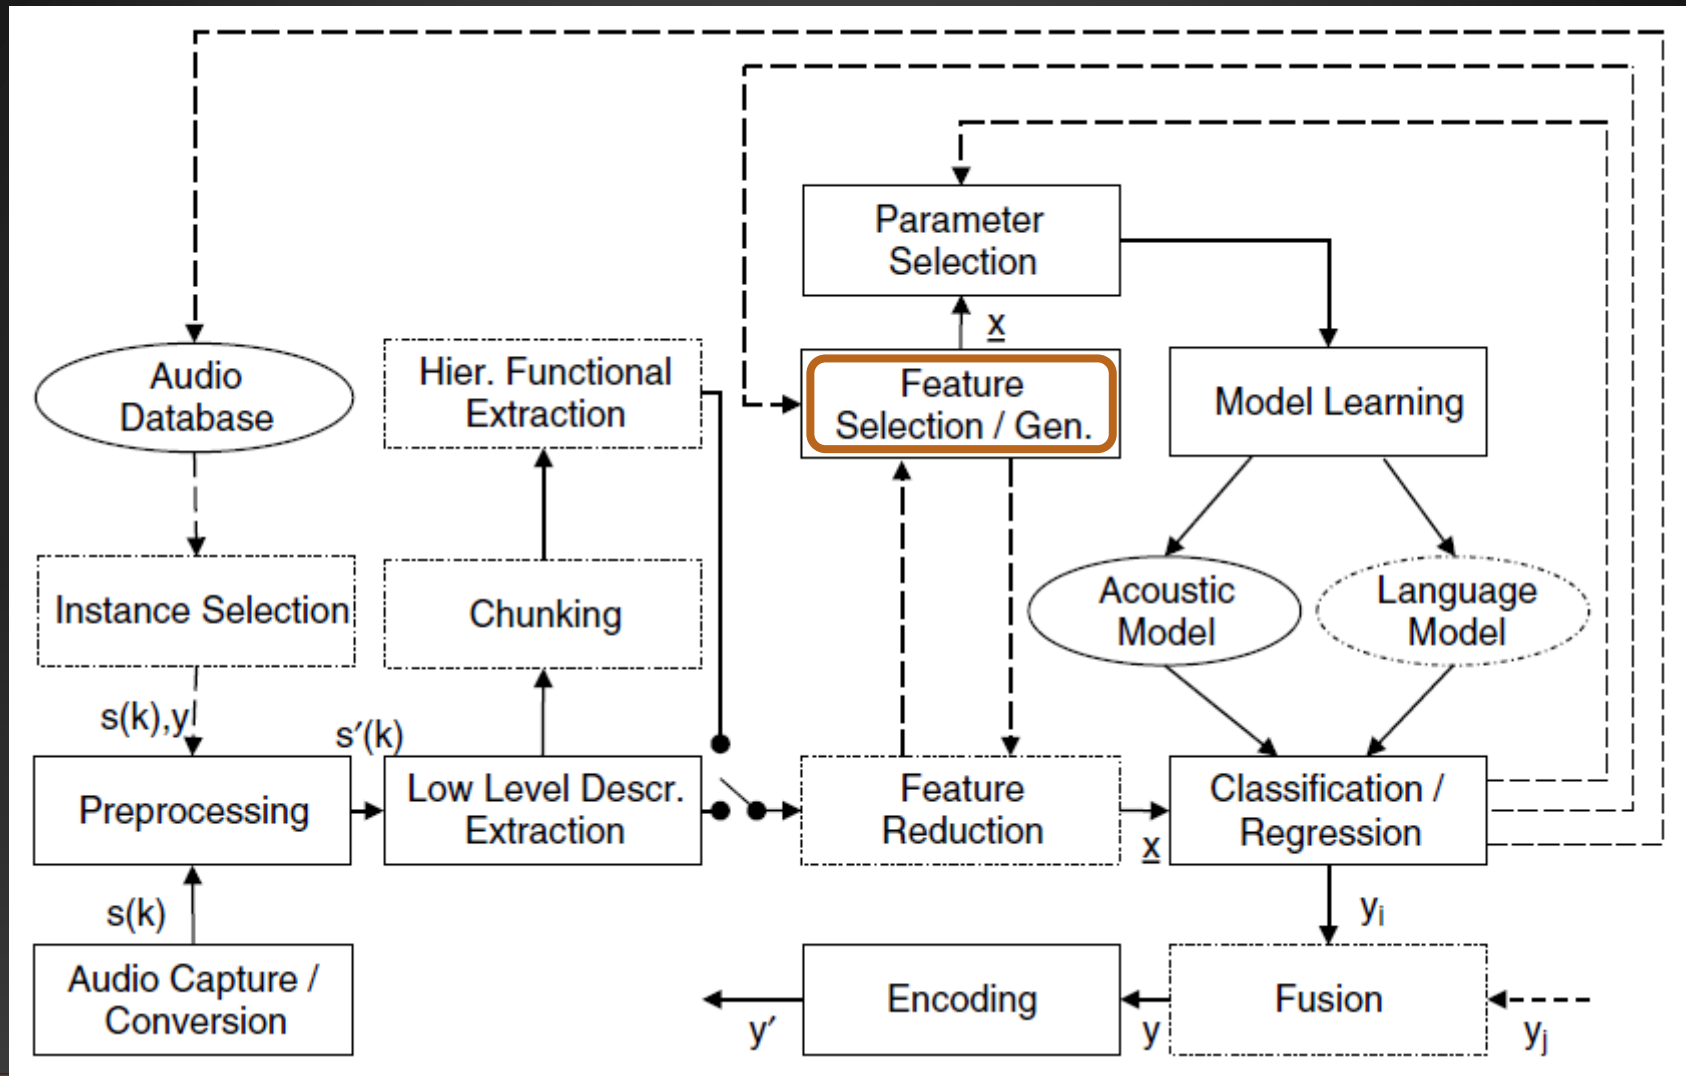 Parameter
Selection
x
Audio
Database
Hier. Functional
Extraction
Feature
Selection / Gen.
Model Learning
Instance Selection
Chunking
Acoustic
Model
Language
Model
s(k),y
s′(k)
Preprocessing
Low Level Descr.
Extraction
Feature
Reduction
x
Classification /
Regression
s(k)
yi
Audio Capture /
Conversion
y′
Encoding
y
Fusion
yj